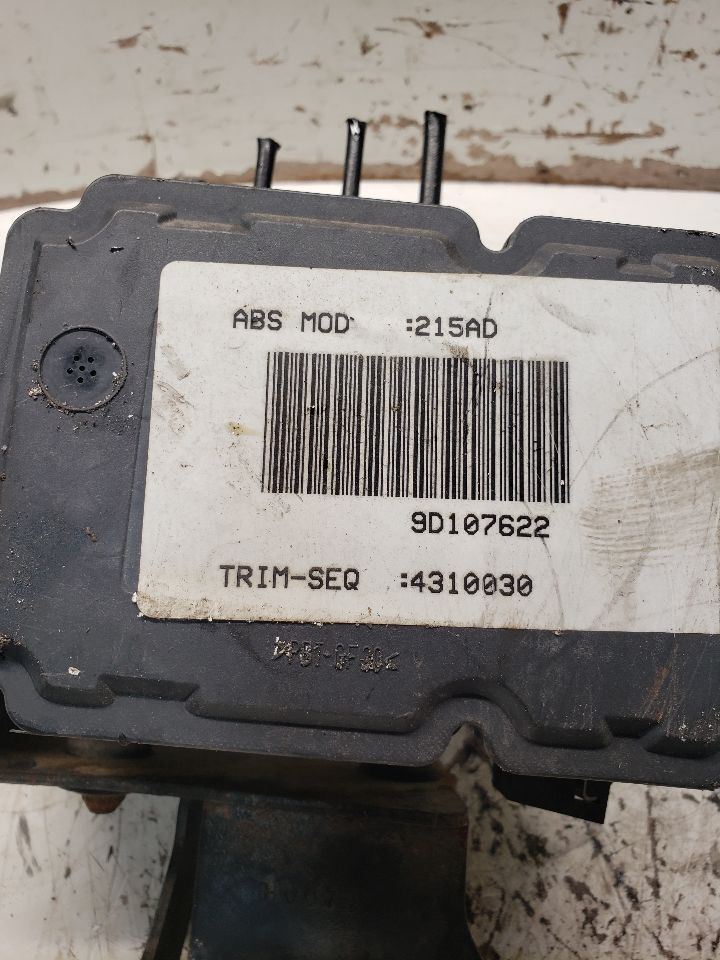 ABS MOD :215AD
9D107622
TRIM-SEQ :4310030